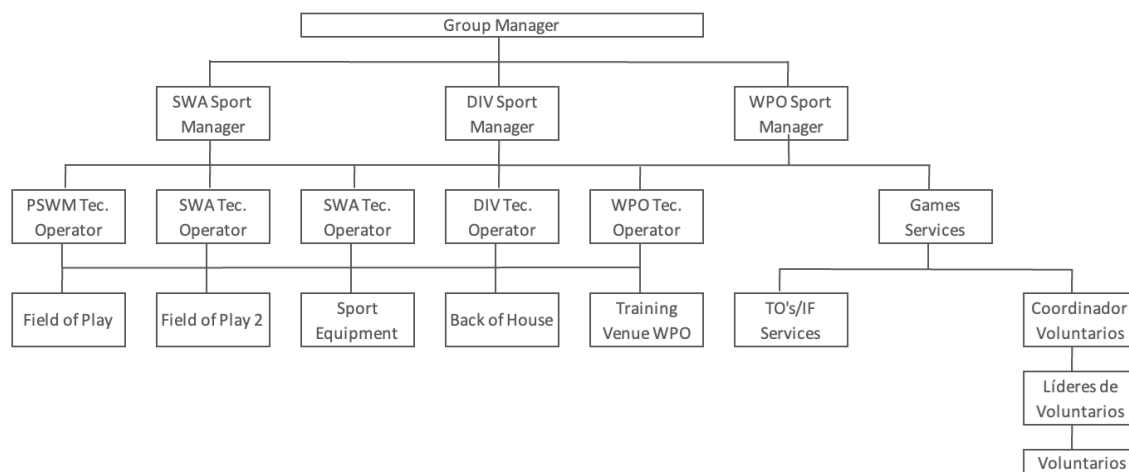 Group Manager
SWA Sport
Manager
DIV Sport
Manager
WPO Sport
Manager
PSWM Tec.
Operator
SWA Tec.
Operator
SWA Tec.
Operator
DIV Tec.
Operator
WPO Tec.
Operator
Games
Services
Field of Play
Field of Play 2
Sport
Equipment
Back of House
Training
Venue WPO
TO's/IF
Services
Coordinador
Voluntarios
Líderes de
Voluntarios
Voluntarios